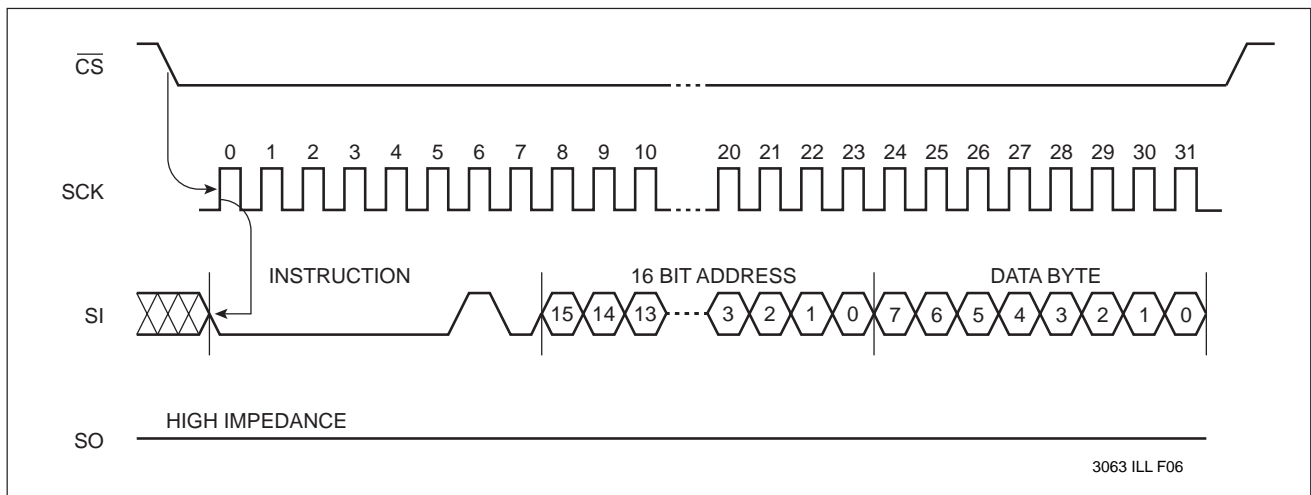 CS
0 1 2 3 4 5 6 7 8 9 10 20 21 22 23 24 25 26 27 28 29 30 31
SCK
INSTRUCTION 16 BIT ADDRESS DATA BYTE
SI 15 14 13 3 2 1 0 7 6 5 4 3 2 1 0
HIGH IMPEDANCE
SO
3063 ILL F06